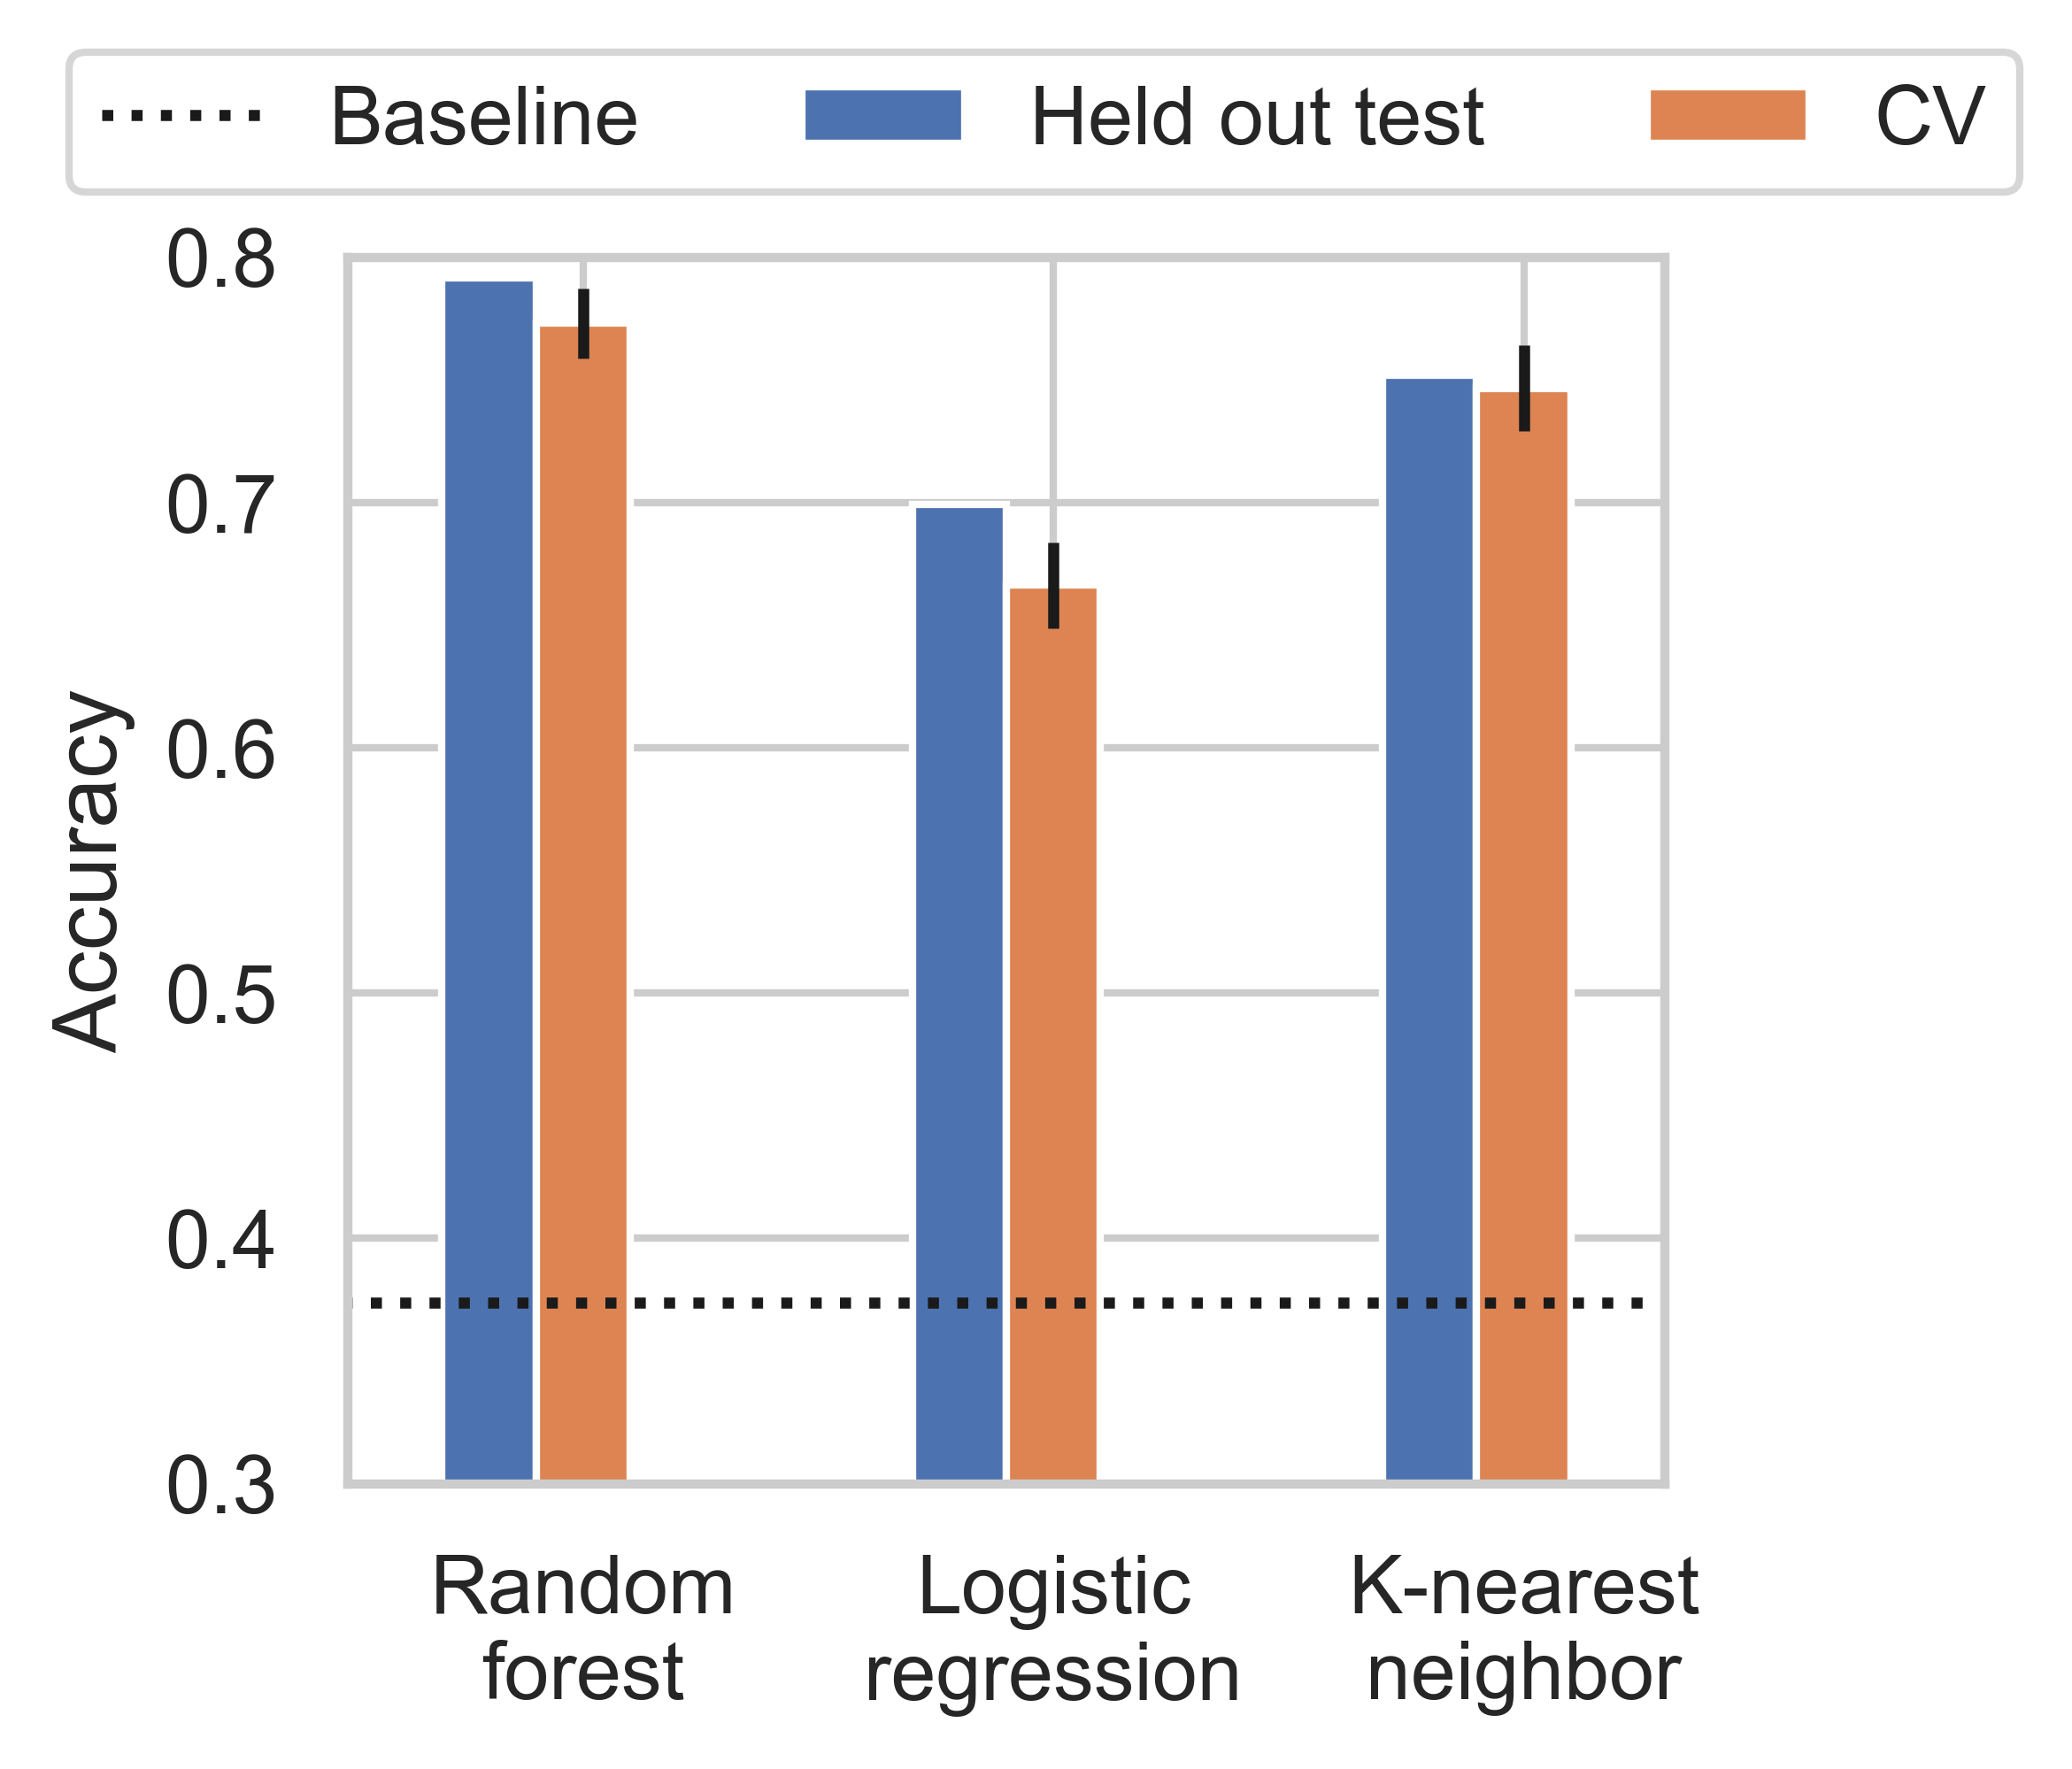 Baseline Held out test CV
0.8
0.7
0.6
0.5
0.4
0.3
Accuracy
Random
forest
Logistic
regression
K-nearest
neighbor